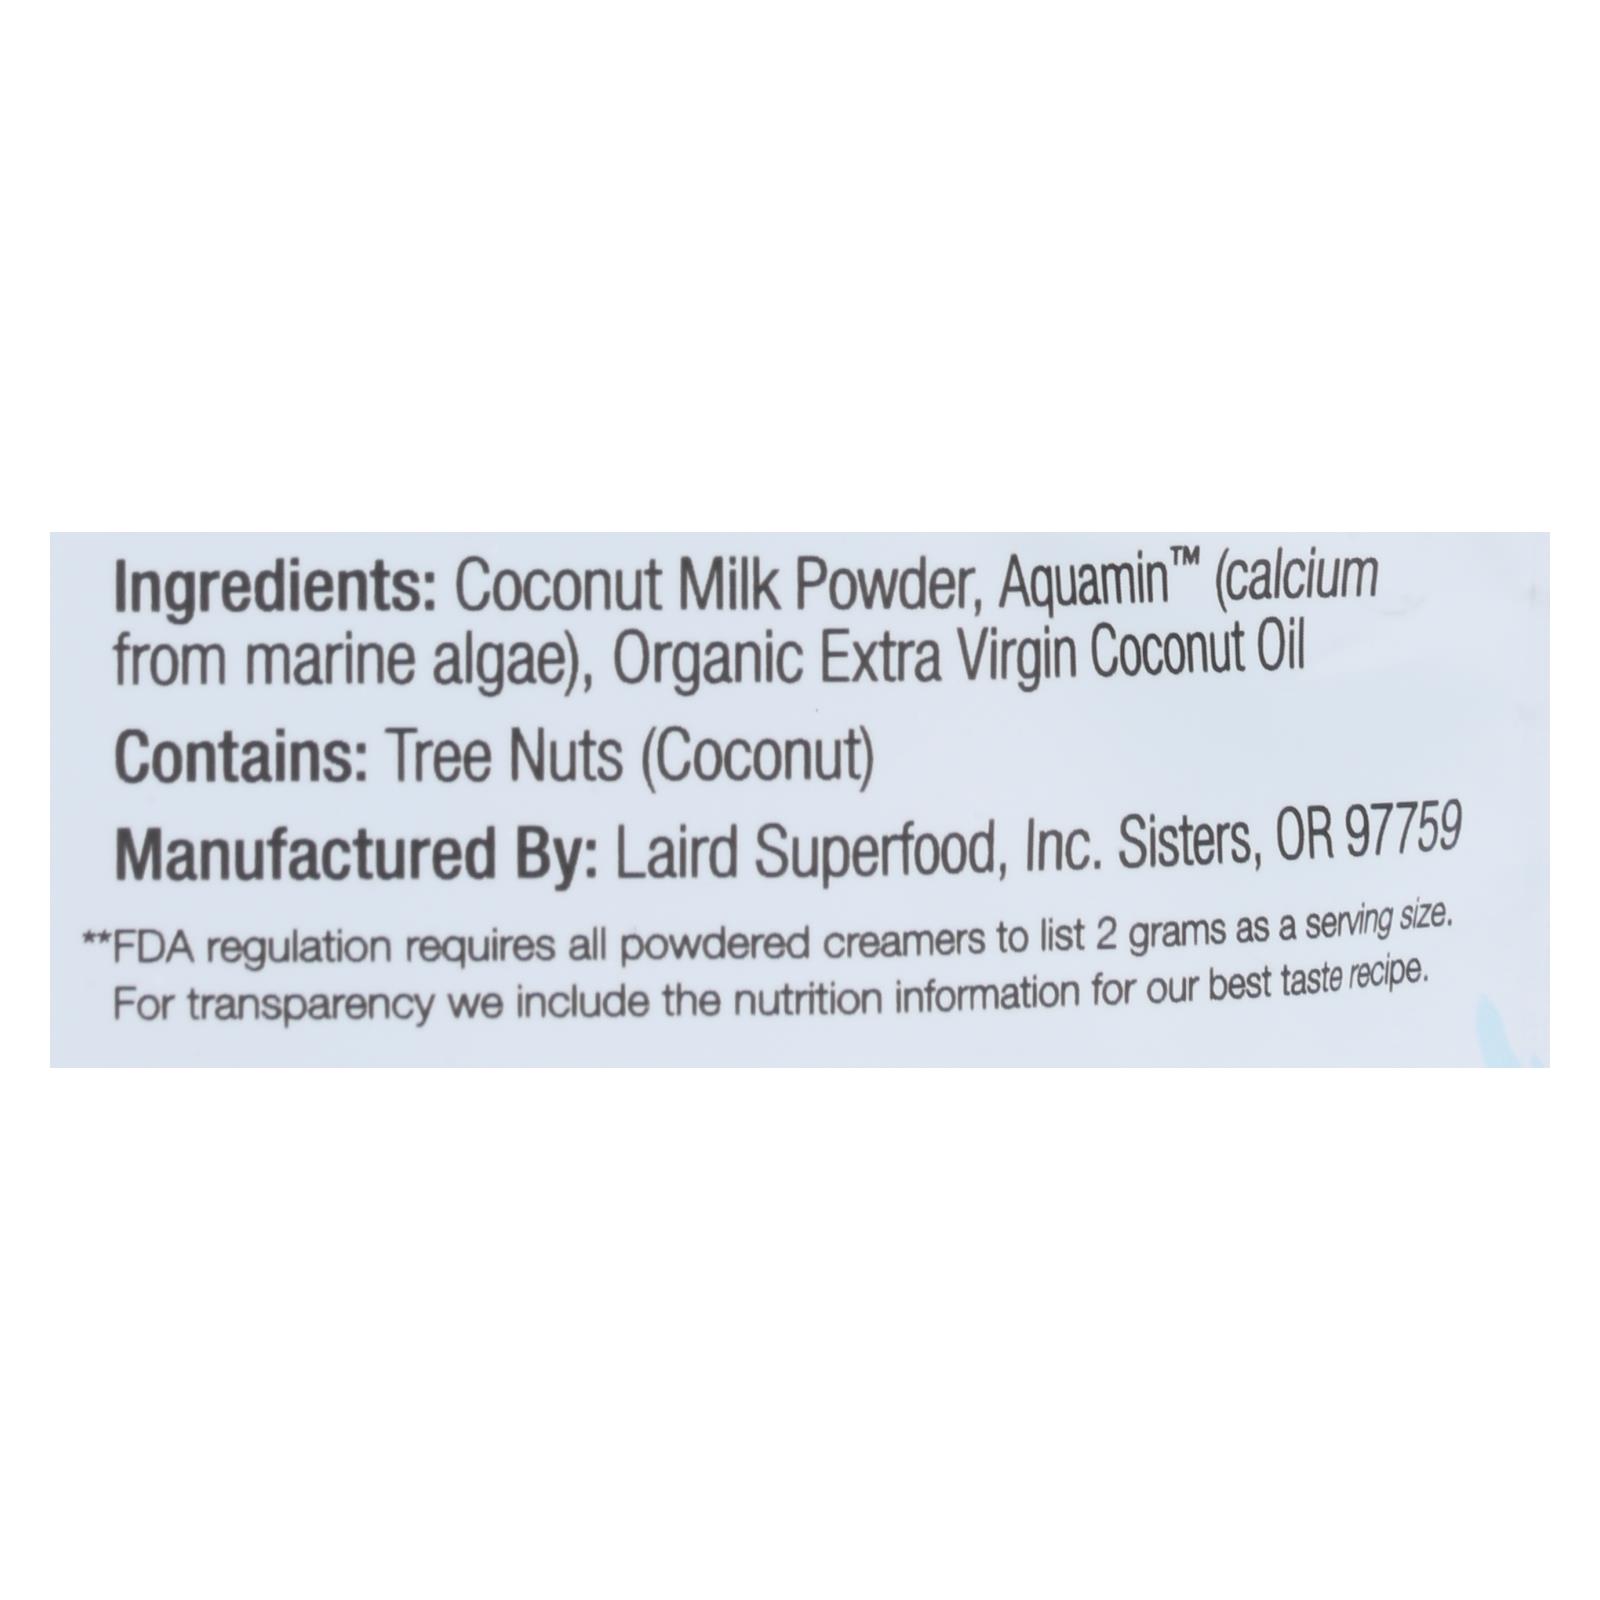 Ingredients: Coconut Milk Powder, Aquamin™ (calcium
from marine algae), Organic Extra Virgin Coconut Oil
Contains: Tree Nuts (Coconut)
Manufactured By: Laird Superfood, Inc. Sisters, OR 97759
**FDA regulation requires all powdered creamers to list 2 grams as a serving size.
For transparency we include the nutrition information for our best taste recipe.